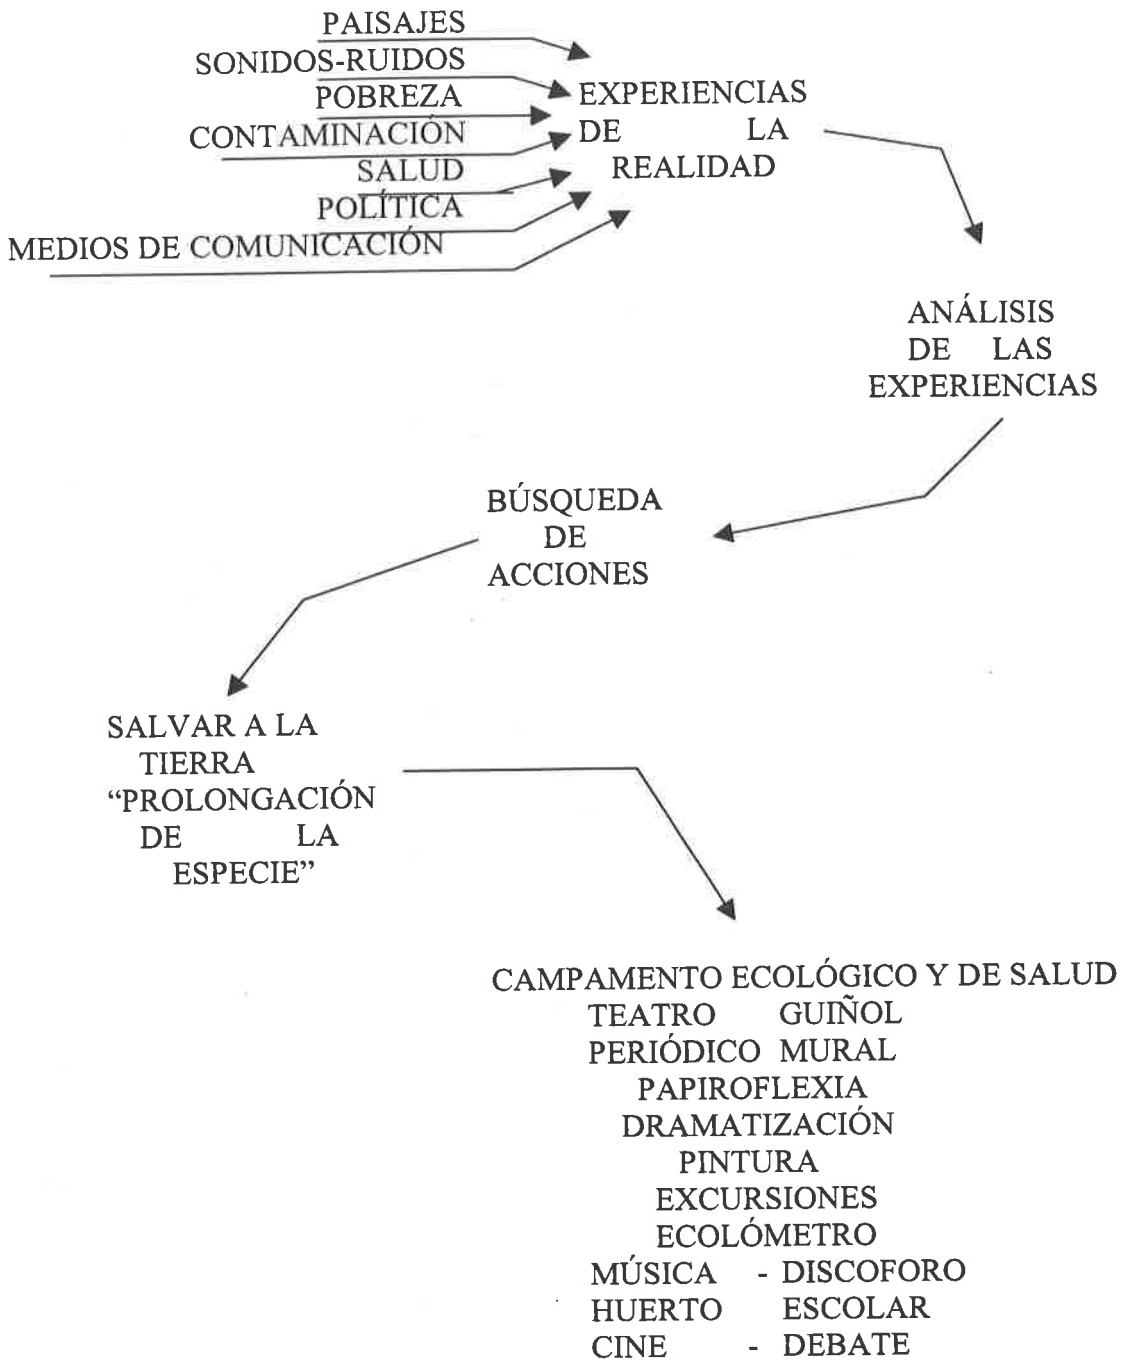 PAISAJES
SONIDOS-RUIDOS
POBREZA
CONTAMINACIÓN
SALUD
POLÍTICA
MEDIOS DE COMUNICACIÓN
EXPERIENCIAS
DE LA
REALIDAD
ANÁLISIS
DE LAS
EXPERIENCIAS
BÚSQUEDA
DE
ACCIONES
SALVAR A LA
TIERRA
“PROLONGACIÓN
DE LA
ESPECIE”
CAMPAMENTO ECOLÓGICO Y DE SALUD
TEATRO GUIÑOL
PERIÓDICO MURAL
PAPIROFLEXIA
DRAMATIZACIÓN
PINTURA
EXCURSIONES
ECOLÓMETRO
MÚSICA - DISCOFORO
HUERTO ESCOLAR
CINE - DEBATE